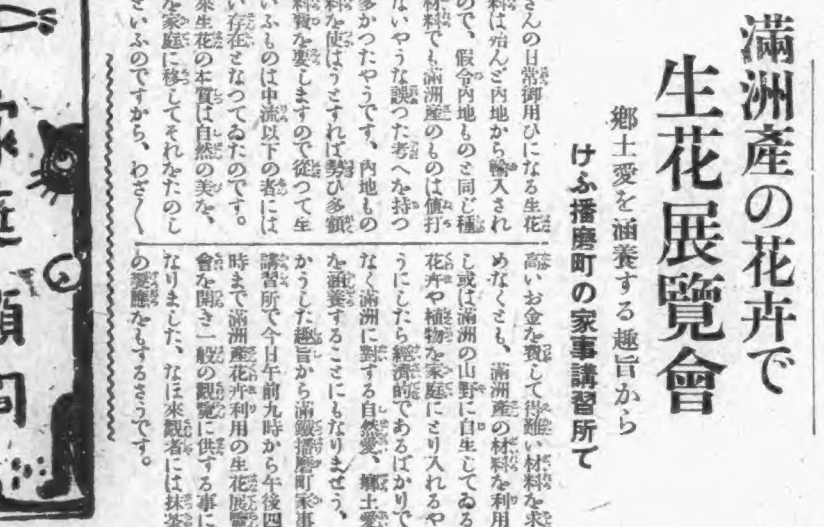 滿洲產の花卉で
生花展覽會
鄉土愛を涵養する趣旨から
けふ播磨町の家事講習所で
さんの日常御用ひになる生花
料は殆んど內地から輸入され
ので、假令內地ものと同じ種
材料でも滿洲產のものは値打
ないやうな誤つた考へを持つ
多かつたやうです、內地もの
料を使はうとすれば勢ひ多額
料費を要しますので從つて生
いふものは中流以下の者には
い存在となつてゐたのです。
來生花の本質は自然の美を、
を家庭に移してそれをたのし
といふのですから、わざ〱
高いお金を費して得難い材料を求
めなくとも、滿洲產の材料を利用
し或は滿洲の山野に自生してゐる
花卉や植物を家庭にとり入れるや
うにしたら經濟的であるばかりで
なく滿洲に對する自然愛、鄉土愛
を涵養することにもなりませう、
かうした趣旨から滿鐵播磨町家事
講習所で今日午前九時から午後四
時まで滿洲產花卉利用の生花展覽
會を開き一般の觀覽に供する事に
なりました、なほ來觀者には抹茶
の饗應をもするさうです。
家庭顧問